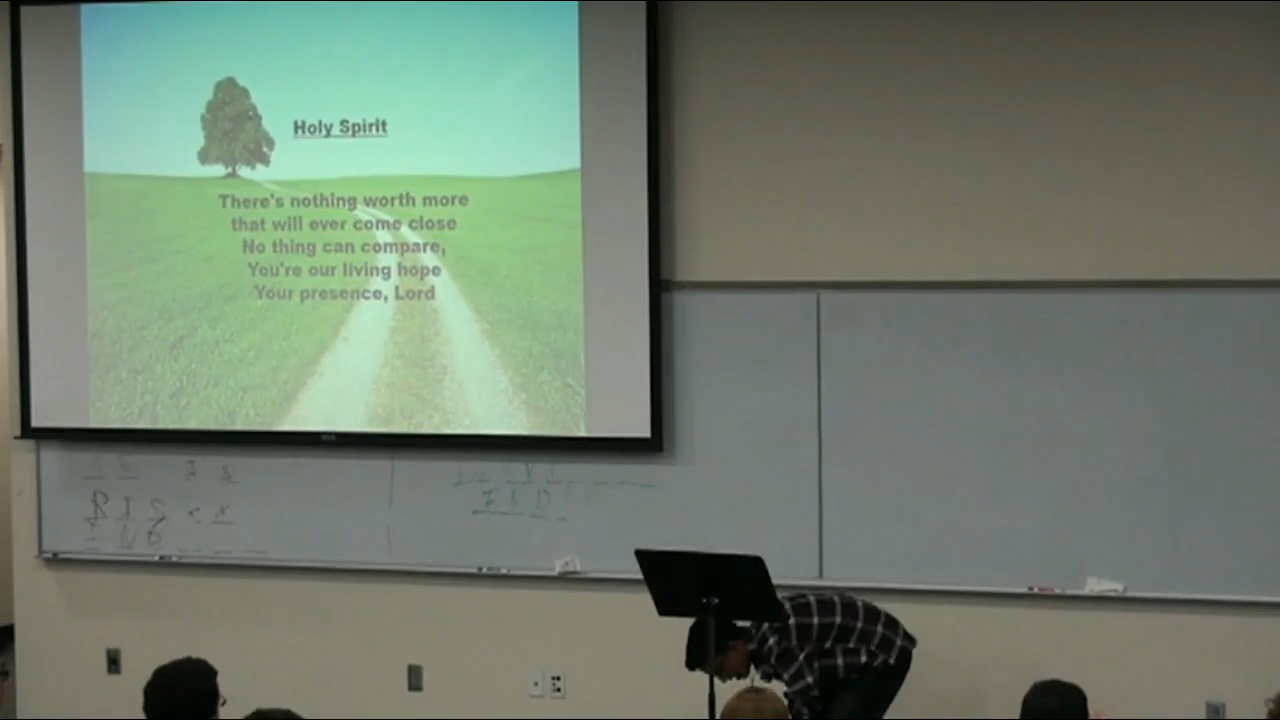 Holy Spirit
There's nothing worth more
that will ever come close
No thing can compare,
You're our living hope
Your presence, Lord